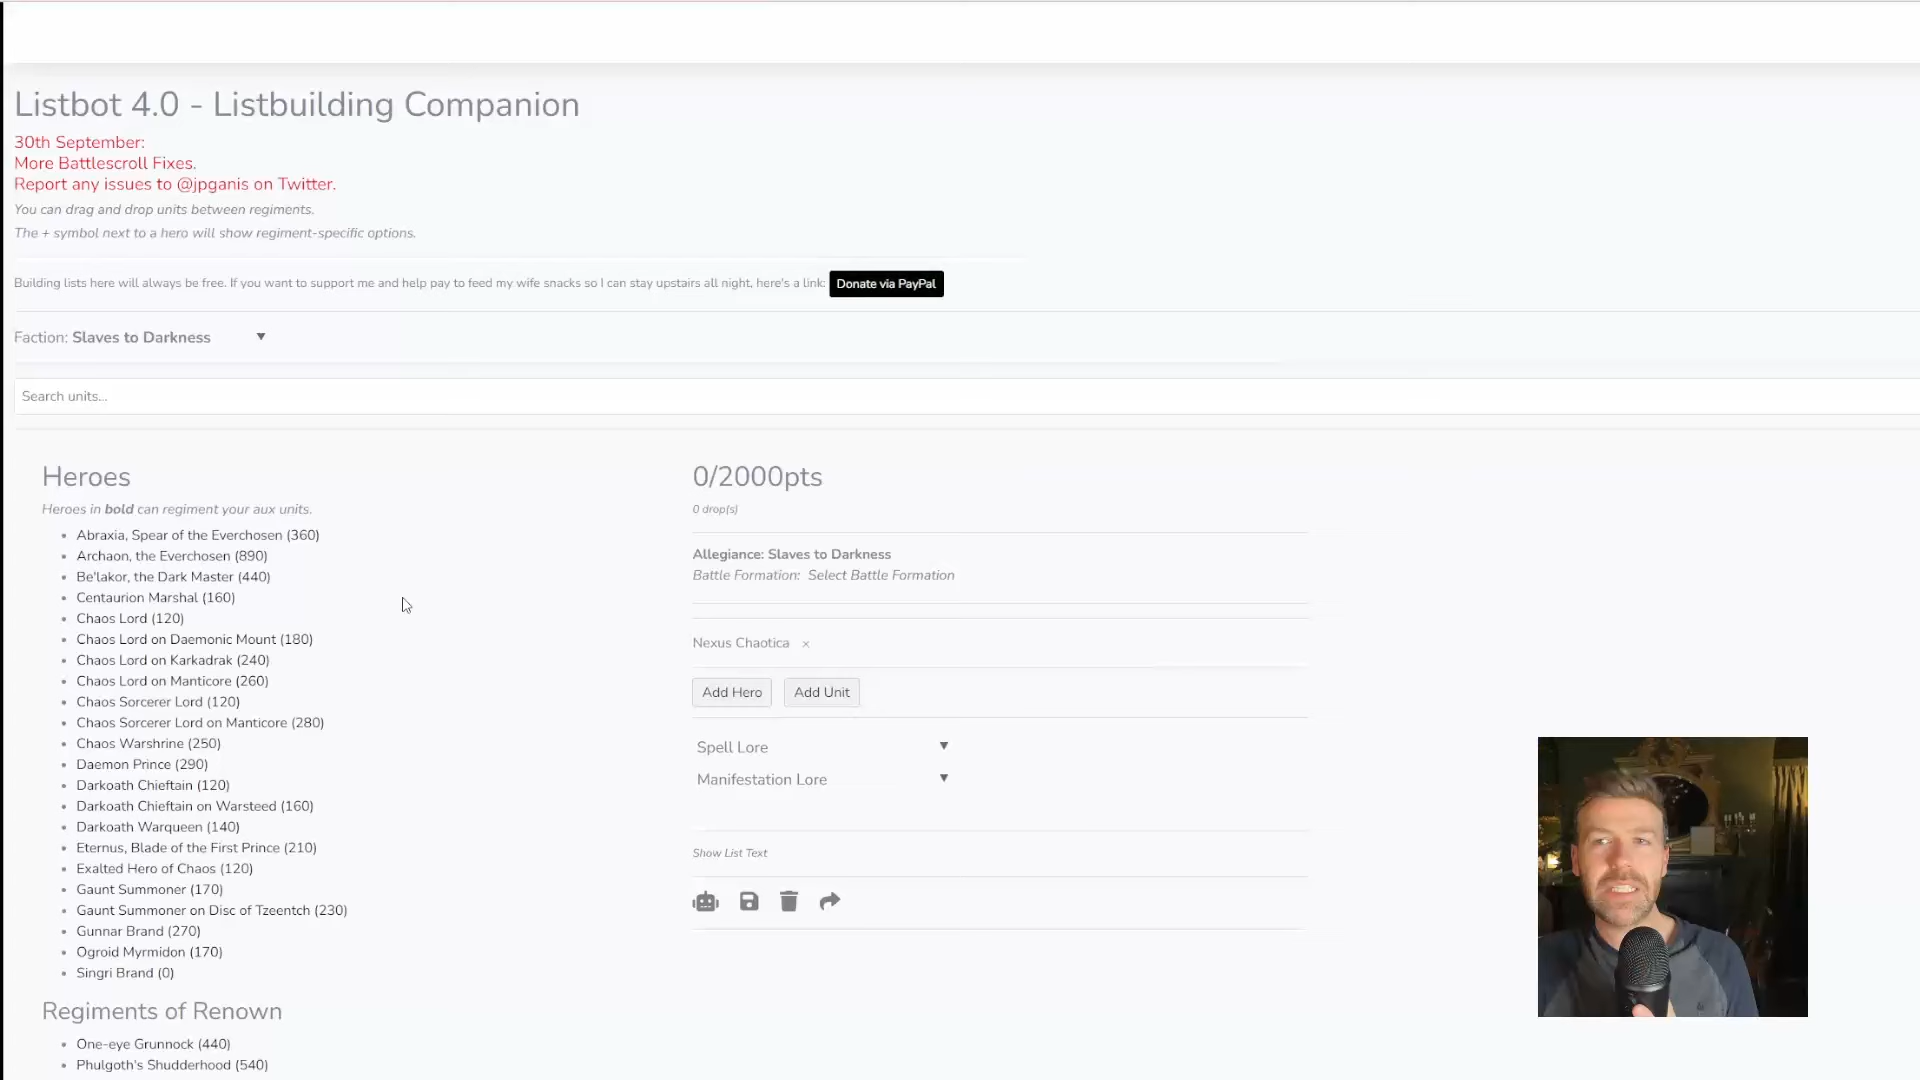 Listbot 4.0 - Listbuilding Companion
30th September:
More Battlescroll Fixes.
Report any issues to @jpganis on Twitter.
You can drag and drop units between regiments.
The + symbol next to a hero will show regiment-specific options.
Building lists here will always be free. If you want to support me and help pay to feed my wife snacks so I can stay upstairs all night, here's a link: Donate via PayPal
Faction: Slaves to Darkness
Search units...
Heroes
Heroes in bold can regiment your aux units.
Abraxia, Spear of the Everchosen (360)
Archaon, the Everchosen (890)
Be'lakor, the Dark Master (440)
Centaurion Marshal (160)
Chaos Lord (120)
Chaos Lord on Daemonic Mount (180)
Chaos Lord on Karkadrak (240)
Chaos Lord on Manticore (260)
Chaos Sorcerer Lord (120)
Chaos Sorcerer Lord on Manticore (280)
Chaos Warshrine (250)
Daemon Prince (290)
Darkoath Chieftain (120)
Darkoath Chieftain on Warsteed (160)
Darkoath Warqueen (140)
Eternus, Blade of the First Prince (210)
Exalted Hero of Chaos (120)
Gaunt Summoner (170)
Gaunt Summoner on Disc of Tzeentch (230)
Gunnar Brand (270)
Ogroid Myrmidon (170)
Singri Brand (0)
Regiments of Renown
One-eye Grunnock (440)
Phulgoth's Shudderhood (540)
0/2000pts
0 drop(s)
Allegiance: Slaves to Darkness
Battle Formation: Select Battle Formation
Nexus Chaotica ×
Add Hero Add Unit
Spell Lore
Manifestation Lore
Show List Text